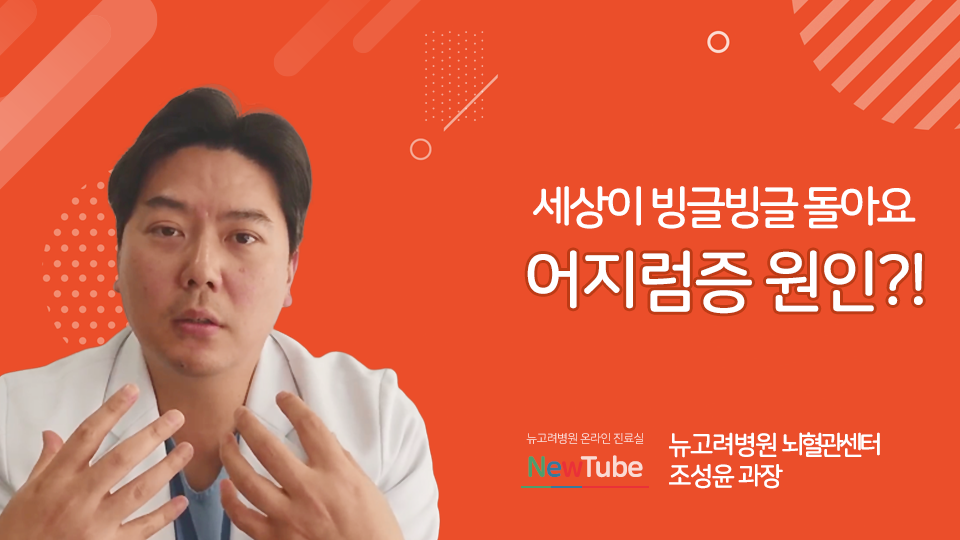 세상이 빙글빙글 돌아요
어지럼증 원인?!
뉴고려병원 온라인 진료실
NewTube
뉴고려병원 뇌혈관센터
조성윤 과장